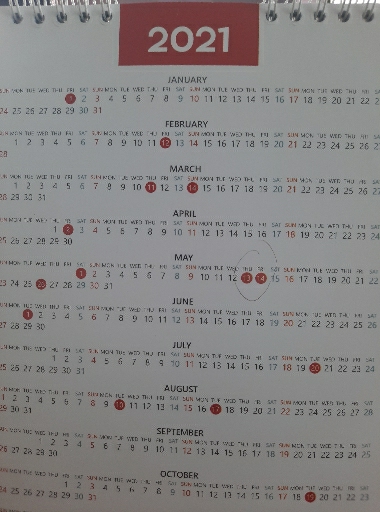 2021
JANUARY
SUN MON TUE WED THU FRI SAT SUN MON TUE WED THU FRI SAT SUN MON TUE WED THU FRI SAT SUN MON TUE WED THU FRI
1 2 3 4 5 6 7 8 9 10 11 12 13 14 15 16 17 18 19 20 21 22
24 25 26 27 28 29 30 31
FEBRUARY
SUN MON TUE WED THU FRI SAT SUN MON TUE WED THU FRI SAT SUN MON TUE WED THU FRI SAT SUN MON TUE WED THU FRI
1 2 3 4 5 6 7 8 9 10 11 12 13 14 15 16 17 18 19 20 21 22 23 24 25 26 27
28
MARCH
SUN MON TUE WED THU FRI SAT SUN MON TUE WED THU FRI SAT SUN MON TUE WED THU FRI SAT SUN MON TUE WED THU FRI
1 2 3 4 5 6 7 8 9 10 11 12 13 14 15 16 17 18 19 20 21 22 23 24 25 26 27
APRIL
SUN MON TUE WED THU FRI SAT SUN MON TUE WED THU FRI SAT SUN MON TUE WED THU FRI SAT SUN MON TUE WED THU FRI
1 2 3 4 5 6 7 8 9 10 11 12 13 14 15 16 17 18 19 20 21 22 23 24
25 26 27 28 29 30
MAY
SUN MON TUE WED THU FRI SAT SUN MON TUE WED THU FRI SAT SUN MON TUE WED THU FRI SAT SUN MON TUE WED THU FRI
1 2 3 4 5 6 7 8 9 10 11 12 13 14 15 16 17 18 19 20 21 22
23 24 25 26 27 28 29 30 31
JUNE
SUN MON TUE WED THU FRI SAT SUN MON TUE WED THU FRI SAT SUN MON TUE WED THU FRI SAT SUN MON TUE WED THU FRI
1 2 3 4 5 6 7 8 9 10 11 12 13 14 15 16 17 18 19 20 21 22 23 24 25 26
27 28 29 30
JULY
SUN MON TUE WED THU FRI SAT SUN MON TUE WED THU FRI SAT SUN MON TUE WED THU FRI SAT SUN MON TUE WED THU FRI SAT
1 2 3 4 5 6 7 8 9 10 11 12 13 14 15 16 17 18 19 20 21 22 23 24
AUGUST
SUN MON TUE WED THU FRI SAT SUN MON TUE WED THU FRI SAT SUN MON TUE WED THU FRI SAT SUN MON TUE WED THU FRI SAT
1 2 3 4 5 6 7 8 9 10 11 12 13 14 15 16 17 18 19 20 21 22 23 24 25 26 27 28
29 30 31
SEPTEMBER
SUN MON TUE WED THU FRI SAT SUN MON TUE WED THU FRI SAT SUN MON TUE WED THU FRI SAT SUN MON TUE WED THU FRI SAT
1 2 3 4 5 6 7 8 9 10 11 12 13 14 15 16 17 18 19 20 21 22 23 24 25
26 27 28 29 30
OCTOBER
SUN MON TUE WED THU FRI SAT SUN MON TUE WED THU FRI SAT SUN MON TUE WED THU FRI SAT SUN MON TUE WED THU FRI SAT
1 2 3 4 5 6 7 8 9 10 11 12 13 14 15 16 17 18 19 20 21 22 23
24 25 26 27 28 29 30 31